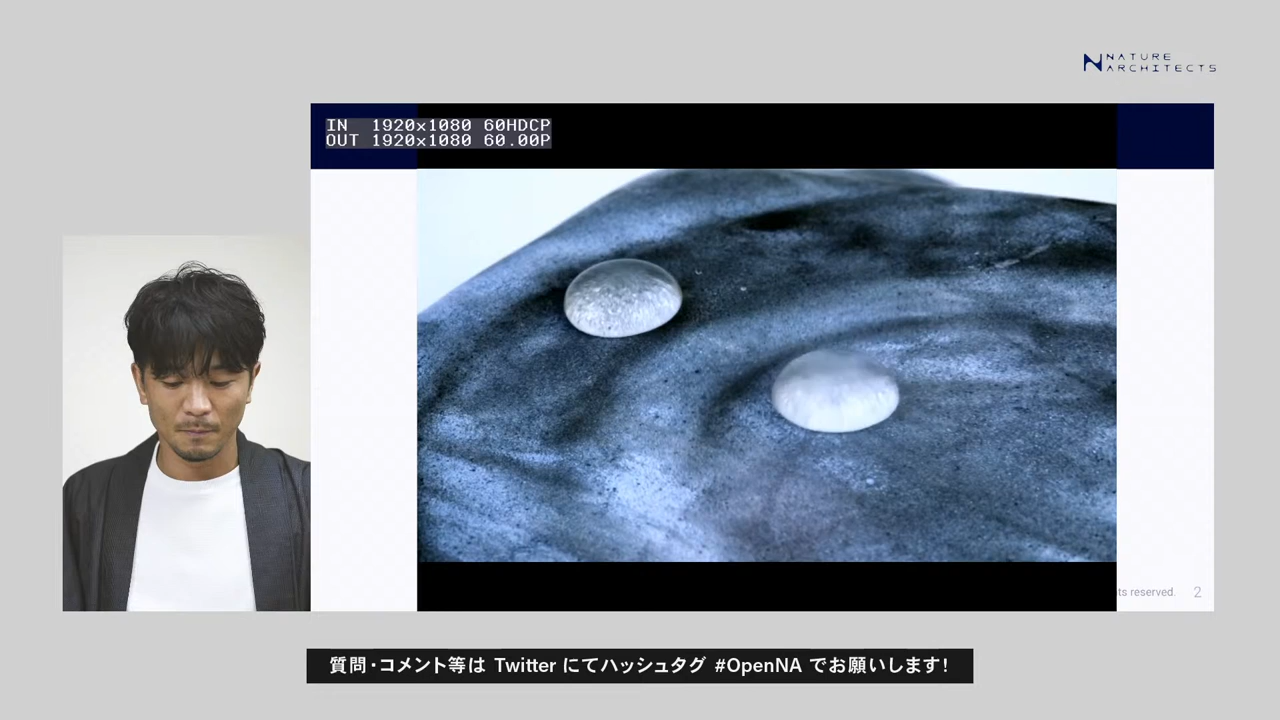 NATURE
ARCHITECTS
IN 1920x1080 60HDCP
OUT 1920x1080 60.00P
ts reserved. 2
質問・コメント等は Twitter にてハッシュタグ #OpenNA でお願いします!